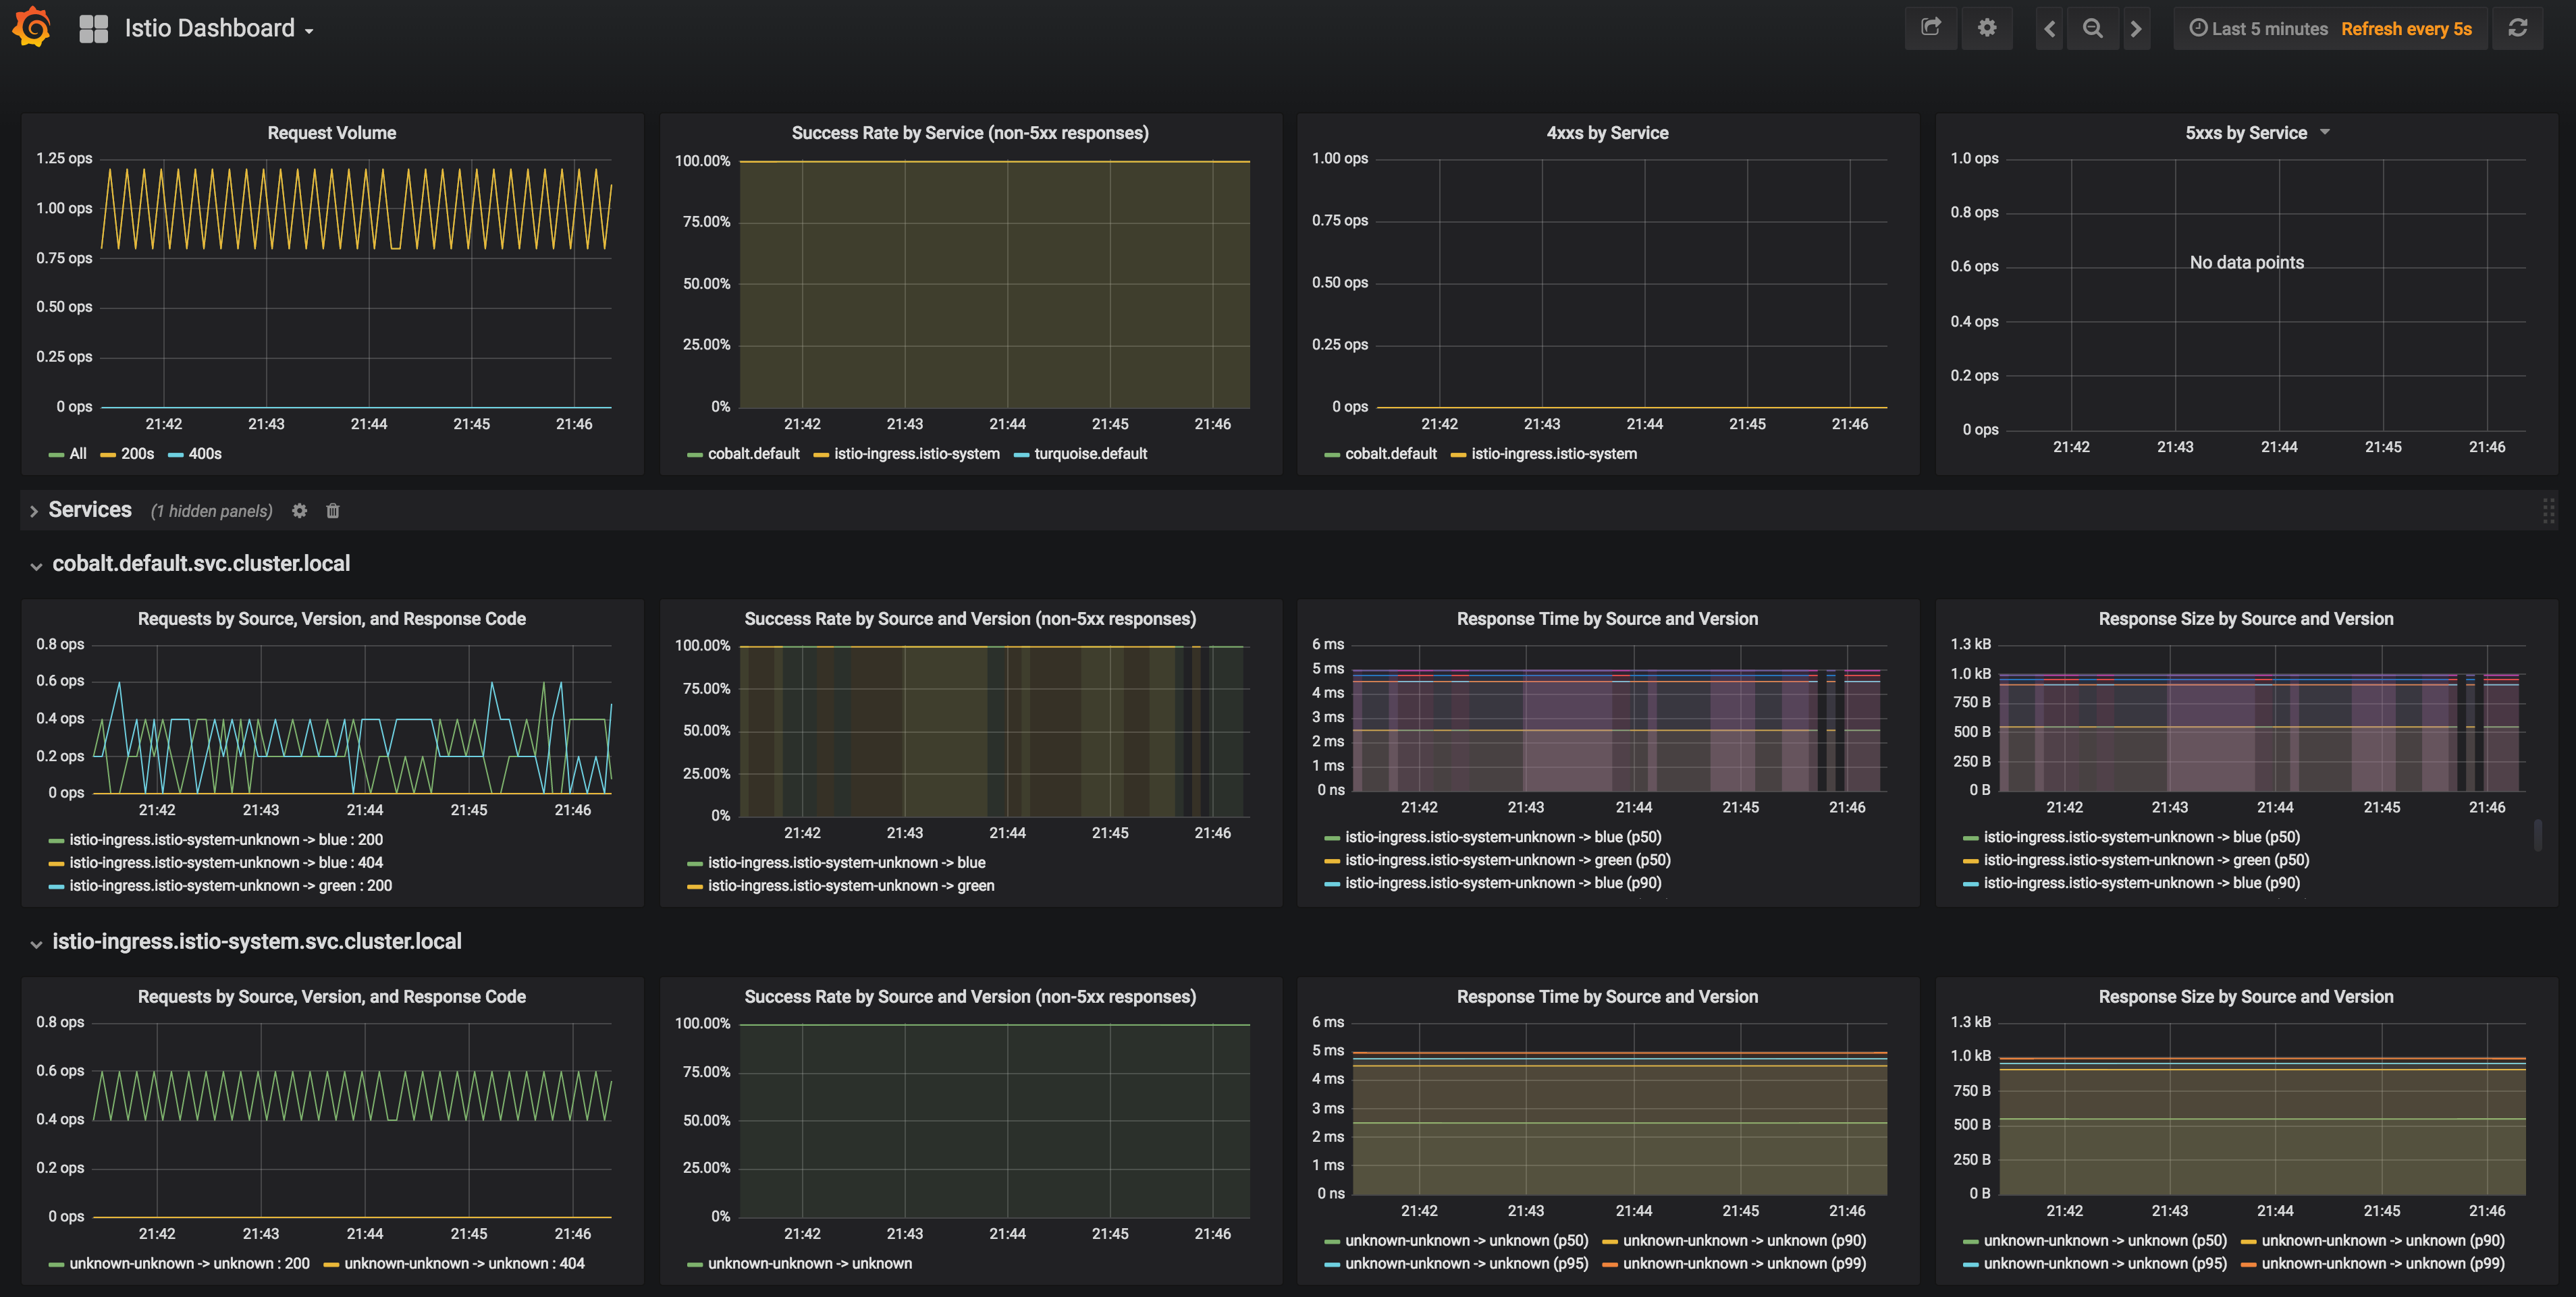 Istio Dashboard
Last 5 minutes Refresh every 5s
Request Volume
1.25 ops
1.00 ops
0.75 ops
0.50 ops
0.25 ops
0 ops
21:42 21:43 21:44 21:45 21:46
All 200s 400s
Success Rate by Service (non-5xx responses)
100.00%
75.00%
50.00%
25.00%
0%
21:42 21:43 21:44 21:45 21:46
cobalt.default istio-ingress.istio-system turquoise.default
4xxs by Service
1.00 ops
0.75 ops
0.50 ops
0.25 ops
0 ops
21:42 21:43 21:44 21:45 21:46
cobalt.default istio-ingress.istio-system
5xxs by Service
1.0 ops
0.8 ops
0.6 ops
0.4 ops
0.2 ops
0 ops
No data points
21:42 21:43 21:44 21:45 21:46
Services (1 hidden panels)
cobalt.default.svc.cluster.local
Requests by Source, Version, and Response Code
0.8 ops
0.6 ops
0.4 ops
0.2 ops
0 ops
21:42 21:43 21:44 21:45 21:46
istio-ingress.istio-system-unknown -> blue : 200
istio-ingress.istio-system-unknown -> blue : 404
istio-ingress.istio-system-unknown -> green : 200
Success Rate by Source and Version (non-5xx responses)
100.00%
75.00%
50.00%
25.00%
0%
21:42 21:43 21:44 21:45 21:46
istio-ingress.istio-system-unknown -> blue
istio-ingress.istio-system-unknown -> green
Response Time by Source and Version
6 ms
5 ms
4 ms
3 ms
2 ms
1 ms
0 ns
21:42 21:43 21:44 21:45 21:46
istio-ingress.istio-system-unknown -> blue (p50)
istio-ingress.istio-system-unknown -> green (p50)
istio-ingress.istio-system-unknown -> blue (p90)
Response Size by Source and Version
1.3 kB
1.0 kB
750 B
500 B
250 B
0 B
21:42 21:43 21:44 21:45 21:46
istio-ingress.istio-system-unknown -> blue (p50)
istio-ingress.istio-system-unknown -> green (p50)
istio-ingress.istio-system-unknown -> blue (p90)
istio-ingress.istio-system.svc.cluster.local
Requests by Source, Version, and Response Code
0.8 ops
0.6 ops
0.4 ops
0.2 ops
0 ops
21:42 21:43 21:44 21:45 21:46
unknown-unknown -> unknown : 200 unknown-unknown -> unknown : 404
Success Rate by Source and Version (non-5xx responses)
100.00%
75.00%
50.00%
25.00%
0%
21:42 21:43 21:44 21:45 21:46
unknown-unknown -> unknown
Response Time by Source and Version
6 ms
5 ms
4 ms
3 ms
2 ms
1 ms
0 ns
21:42 21:43 21:44 21:45 21:46
unknown-unknown -> unknown (p50) unknown-unknown -> unknown (p90)
unknown-unknown -> unknown (p95) unknown-unknown -> unknown (p99)
Response Size by Source and Version
1.3 kB
1.0 kB
750 B
500 B
250 B
0 B
21:42 21:43 21:44 21:45 21:46
unknown-unknown -> unknown (p50) unknown-unknown -> unknown (p90)
unknown-unknown -> unknown (p95) unknown-unknown -> unknown (p99)